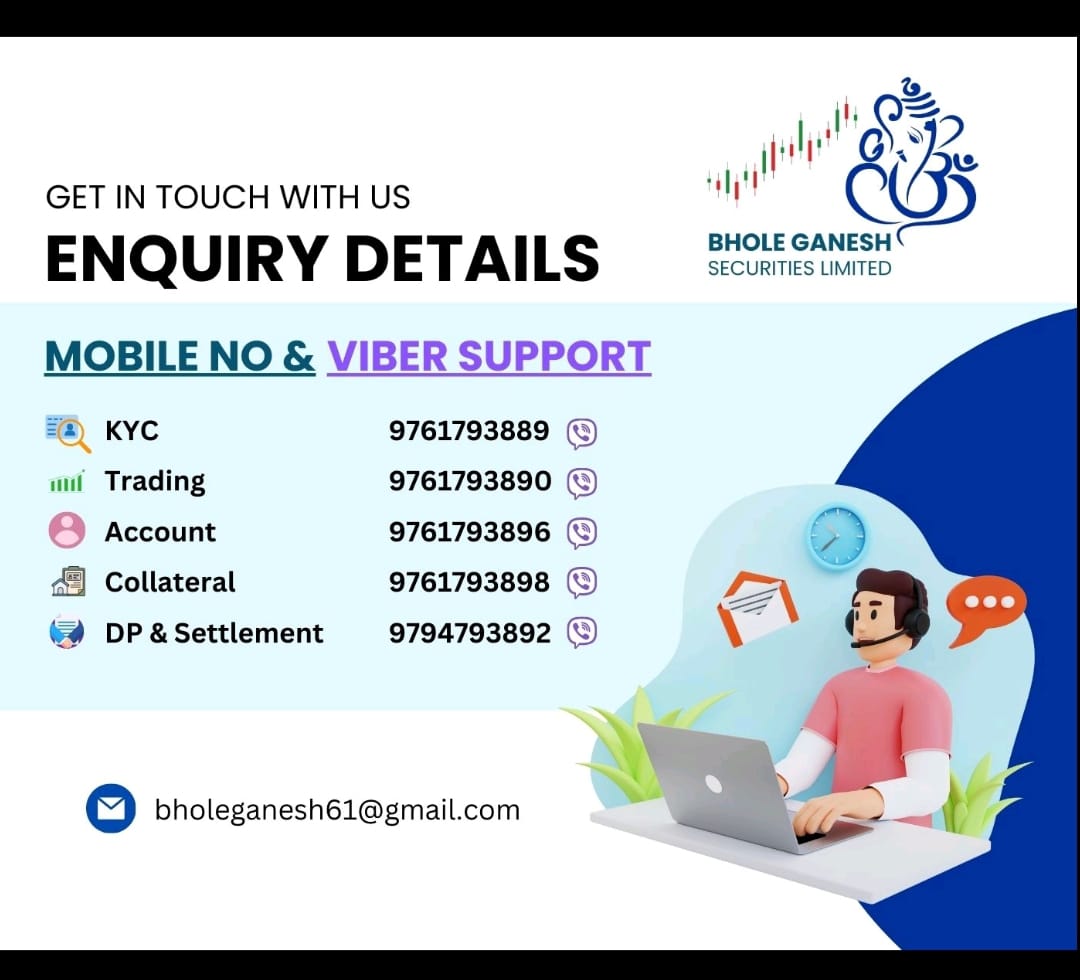 GET IN TOUCH WITH US
ENQUIRY DETAILS
BHOLE GANESH
SECURITIES LIMITED
MOBILE NO & VIBER SUPPORT
KYC 9761793889
Trading 9761793890
Account 9761793896
Collateral 9761793898
DP & Settlement 9794793892
bholeganesh61@gmail.com